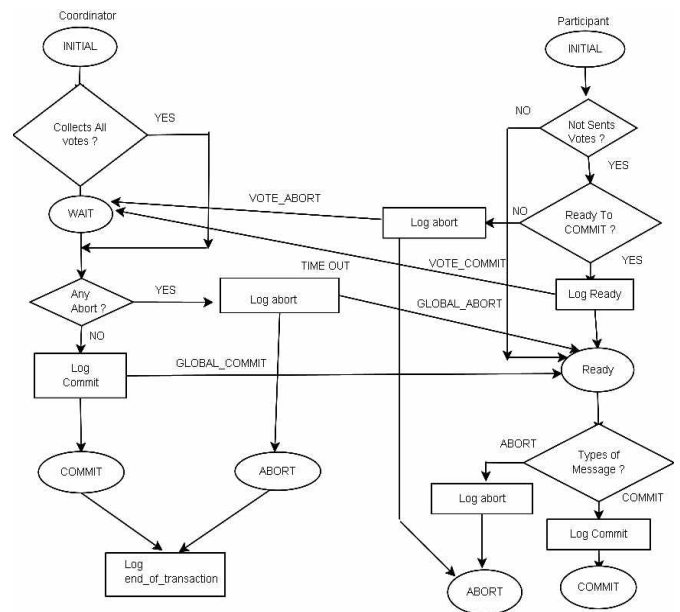 Coordinator
INITIAL
Collects All
votes ?
YES
WAIT
Any
Abort ?
YES
NO
Log abort
Log
Commit
COMMIT
ABORT
Log
end_of_transaction
VOTE_ABORT
TIME OUT
VOTE_COMMIT
GLOBAL_ABORT
GLOBAL_COMMIT
Participant
INITIAL
NO
Not Sents
Votes ?
YES
Log abort
NO
Ready To
COMMIT ?
YES
Log Ready
Ready
ABORT
Types of
Message ?
COMMIT
Log abort
Log Commit
ABORT
COMMIT